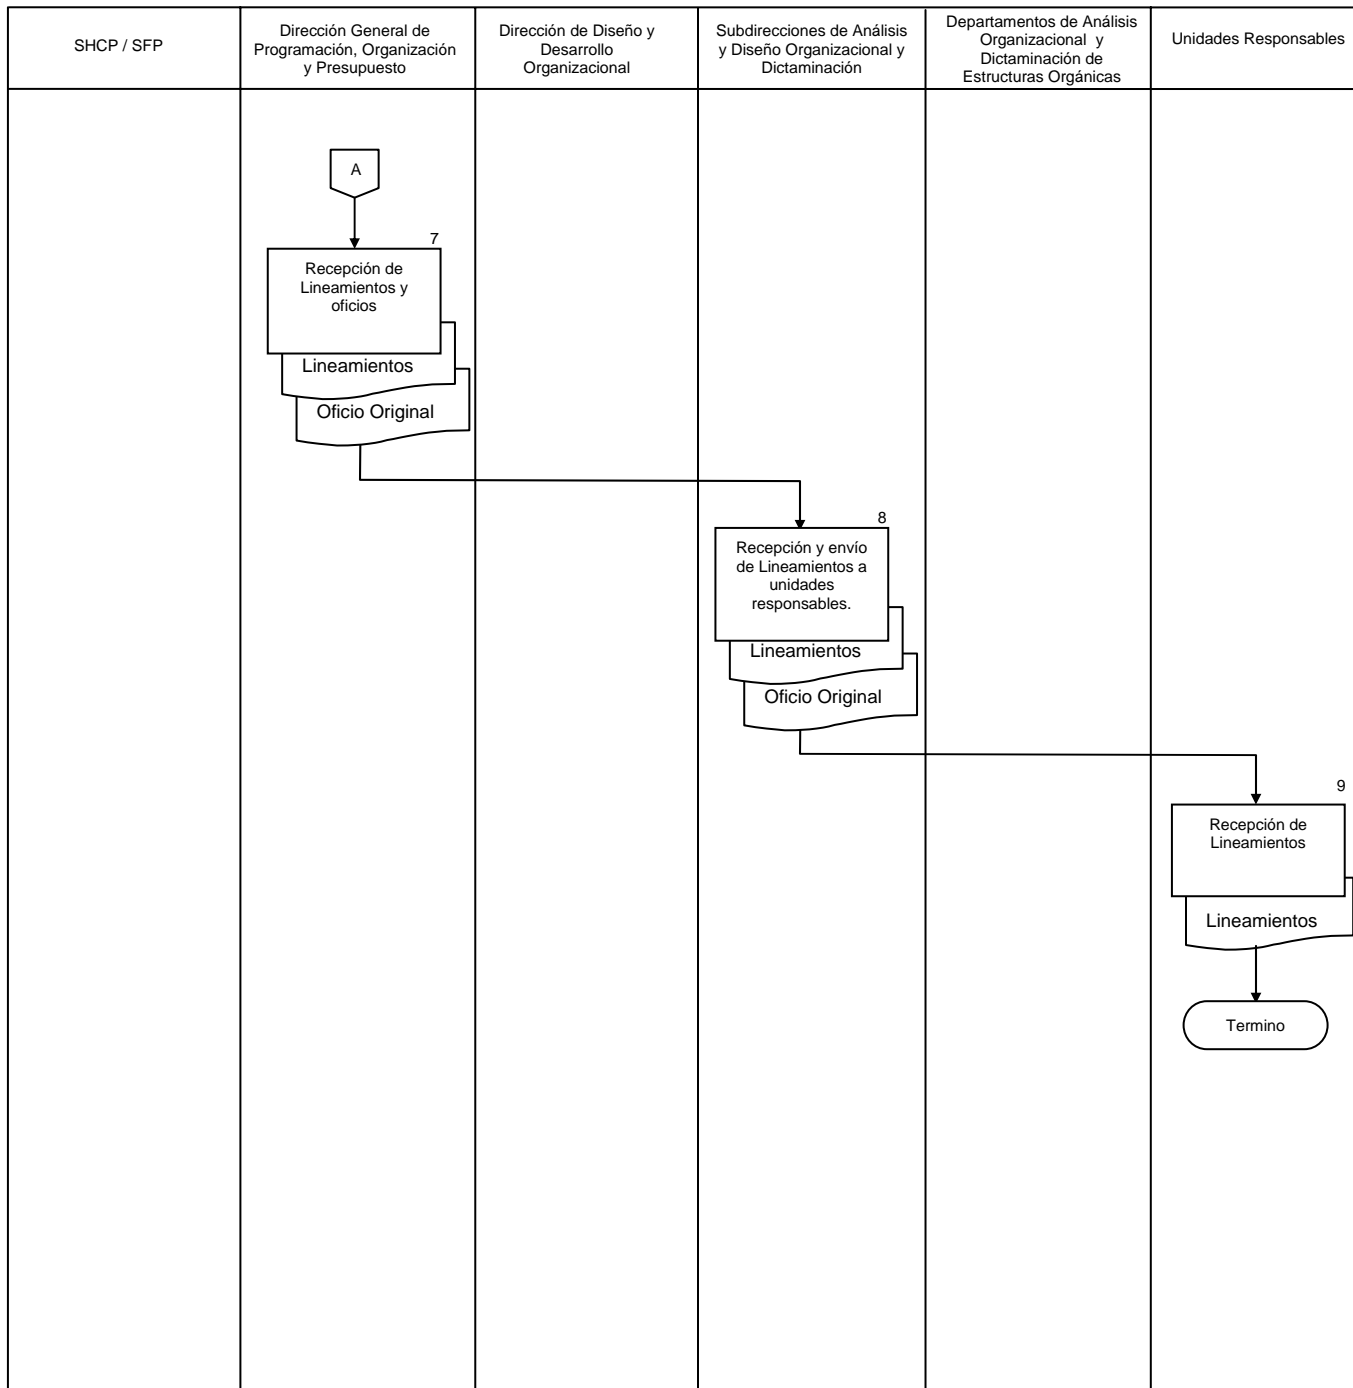 SHCP / SFP
Dirección General de
Programación, Organización
y Presupuesto
Dirección de Diseño y
Desarrollo
Organizacional
Subdirecciones de Análisis
y Diseño Organizacional y
Dictaminación
Departamentos de Análisis
Organizacional y
Dictaminación de
Estructuras Orgánicas
Unidades Responsables
A
7
Recepción de
Lineamientos y
oficios
Lineamientos
Oficio Original
8
Recepción y envío
de Lineamientos a
unidades
responsables.
Lineamientos
Oficio Original
9
Recepción de
Lineamientos
Lineamientos
Termino